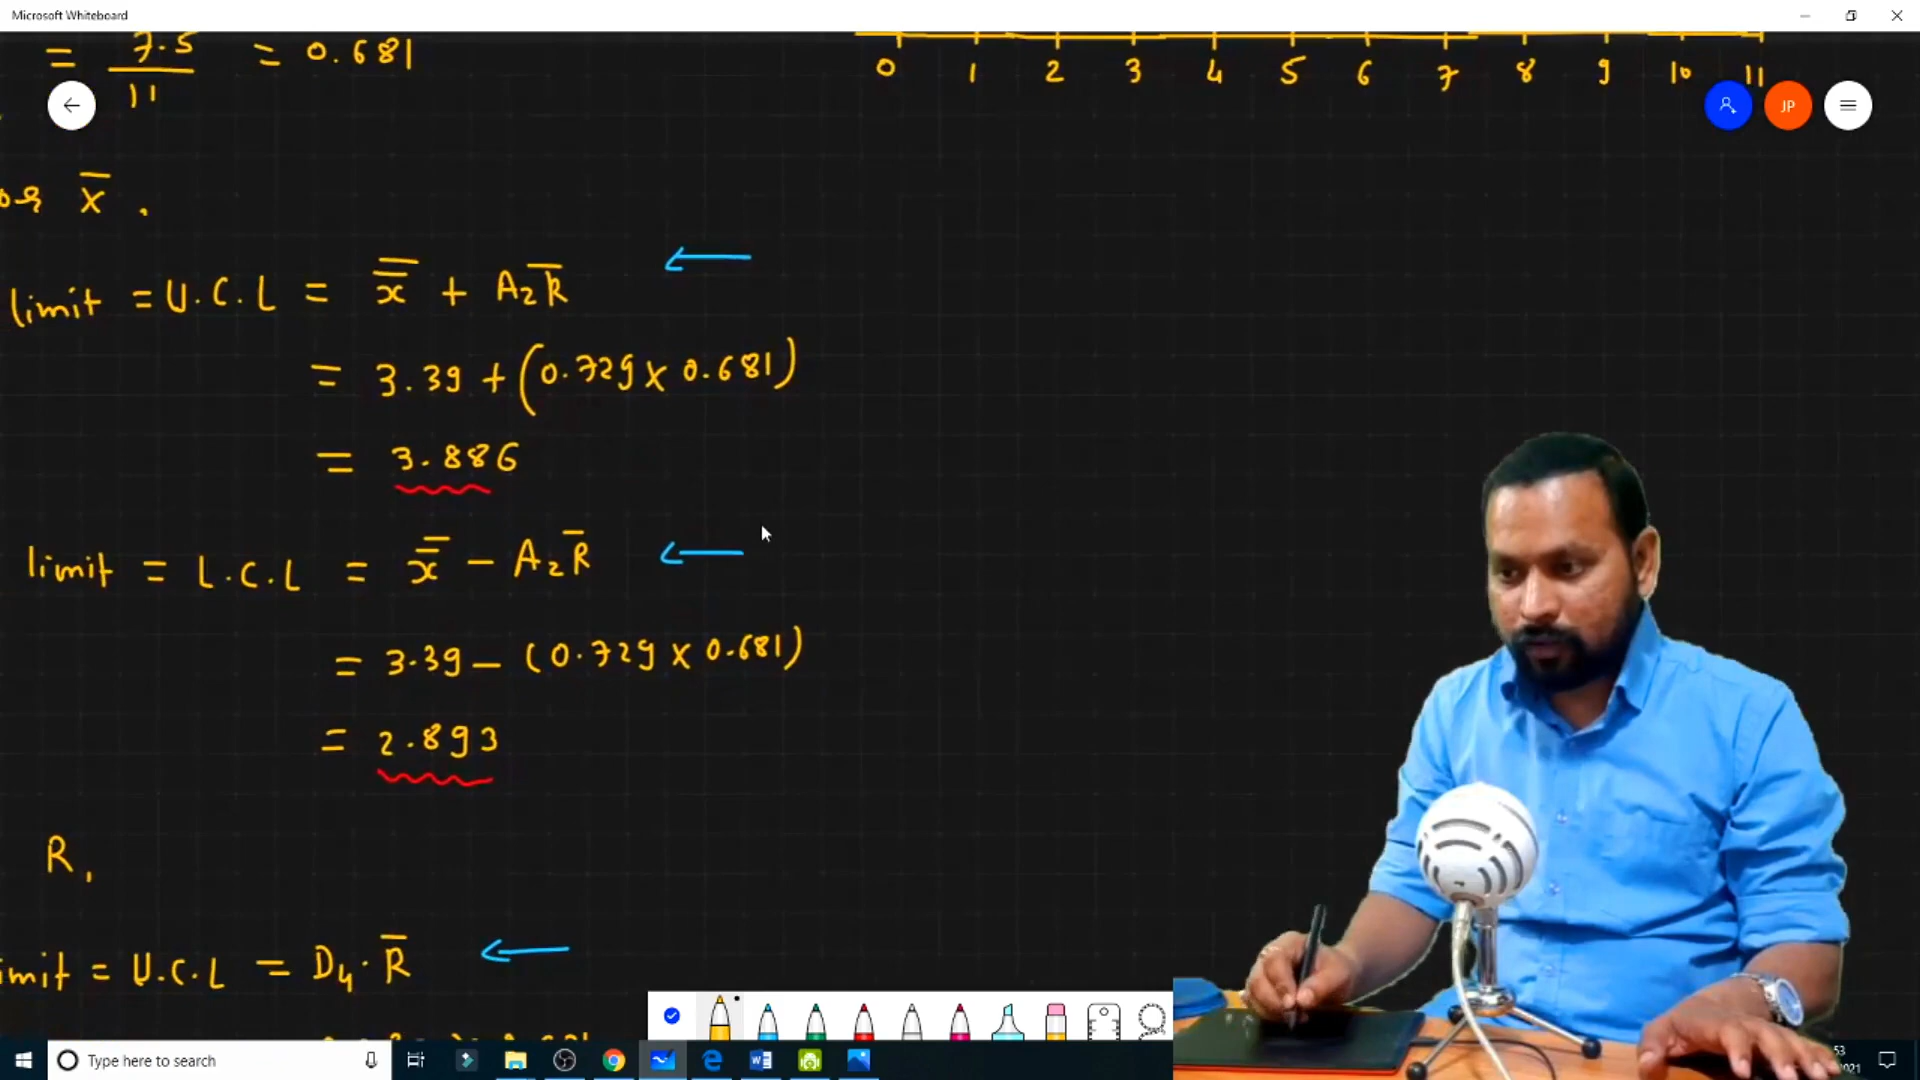 Microsoft Whiteboard
= 7.5 / 11 = 0.681
0 1 2 3 4 5 6 7 8 9 10 11
JP
x̄ .
limit = U.C.L = x̿ + A₂R̄
= 3.39 + (0.729 x 0.681)
= 3.886
limit = L.C.L = x̿ - A₂R̄
= 3.39 - (0.729 x 0.681)
= 2.893
R,
= U.C.L = D₄.R̄
Type here to search